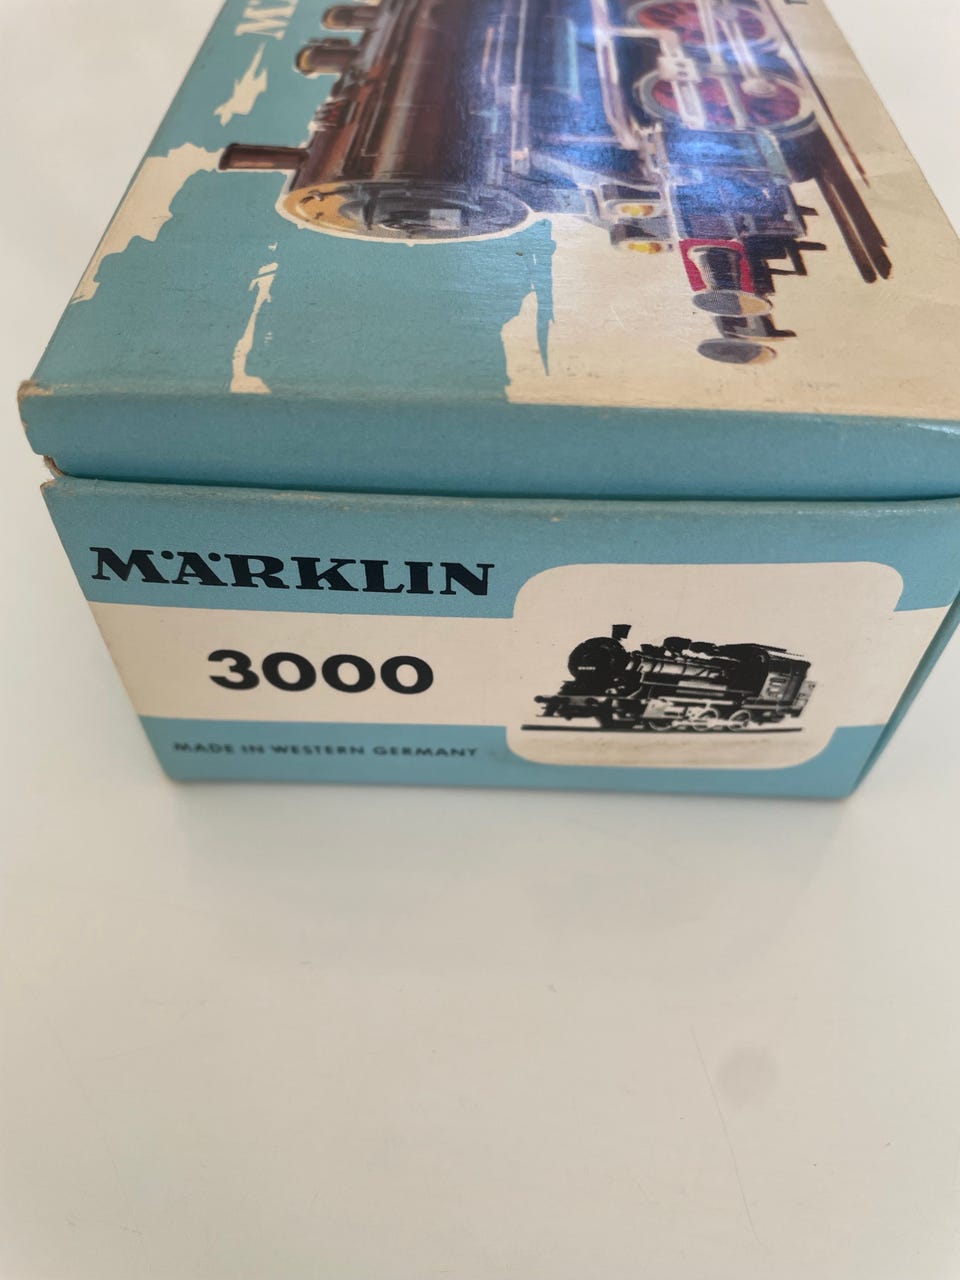 MÄRKLIN
3000
MADE IN WESTERN GERMANY